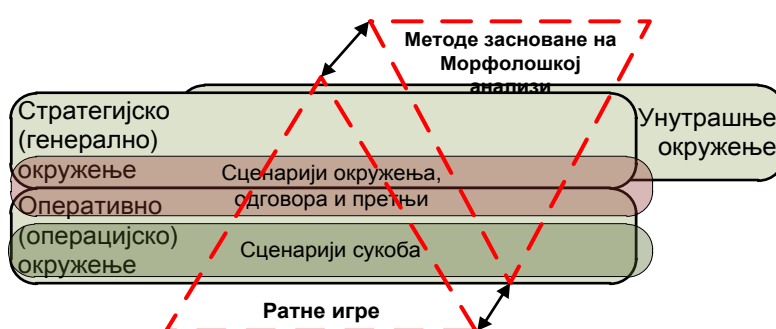 Методе засноване на
Морфолошкој
анализи
Стратегијско
(генерално)
окружење
Унутрашње
окружење
Сценарији окружења,
одговора и претњи
Оперативно
(операцијско)
окружење
Сценарији сукоба
Ратне игре